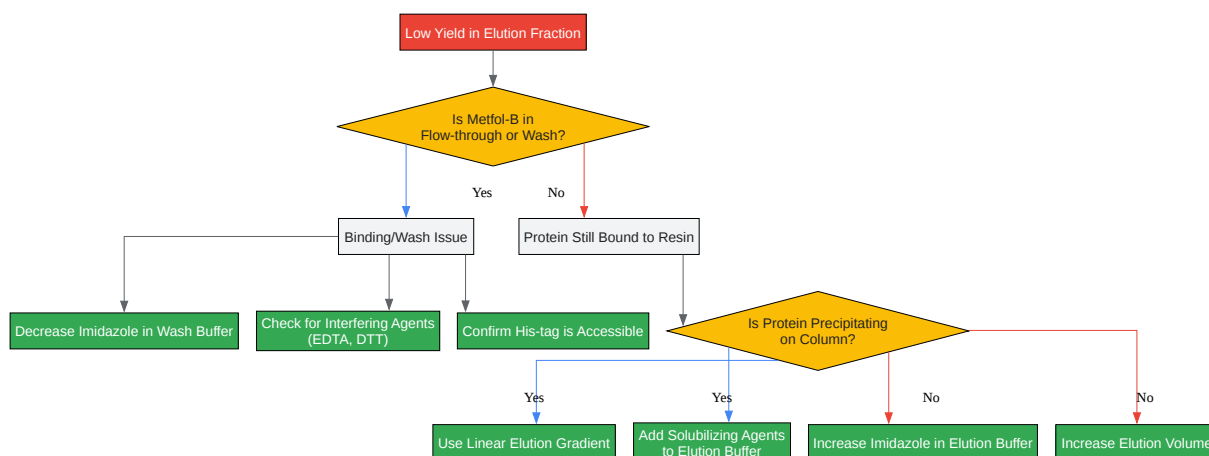 Low Yield in Elution Fraction
Is Metfol-B in
Flow-through or Wash?
Yes
No
Binding/Wash Issue
Protein Still Bound to Resin
Decrease Imidazole in Wash Buffer
Check for Interfering Agents
(EDTA, DTT)
Confirm His-tag is Accessible
Is Protein Precipitating
on Column?
Yes
Yes
No
No
Use Linear Elution Gradient
Add Solubilizing Agents
to Elution Buffer
Increase Imidazole in Elution Buffer
Increase Elution Volume